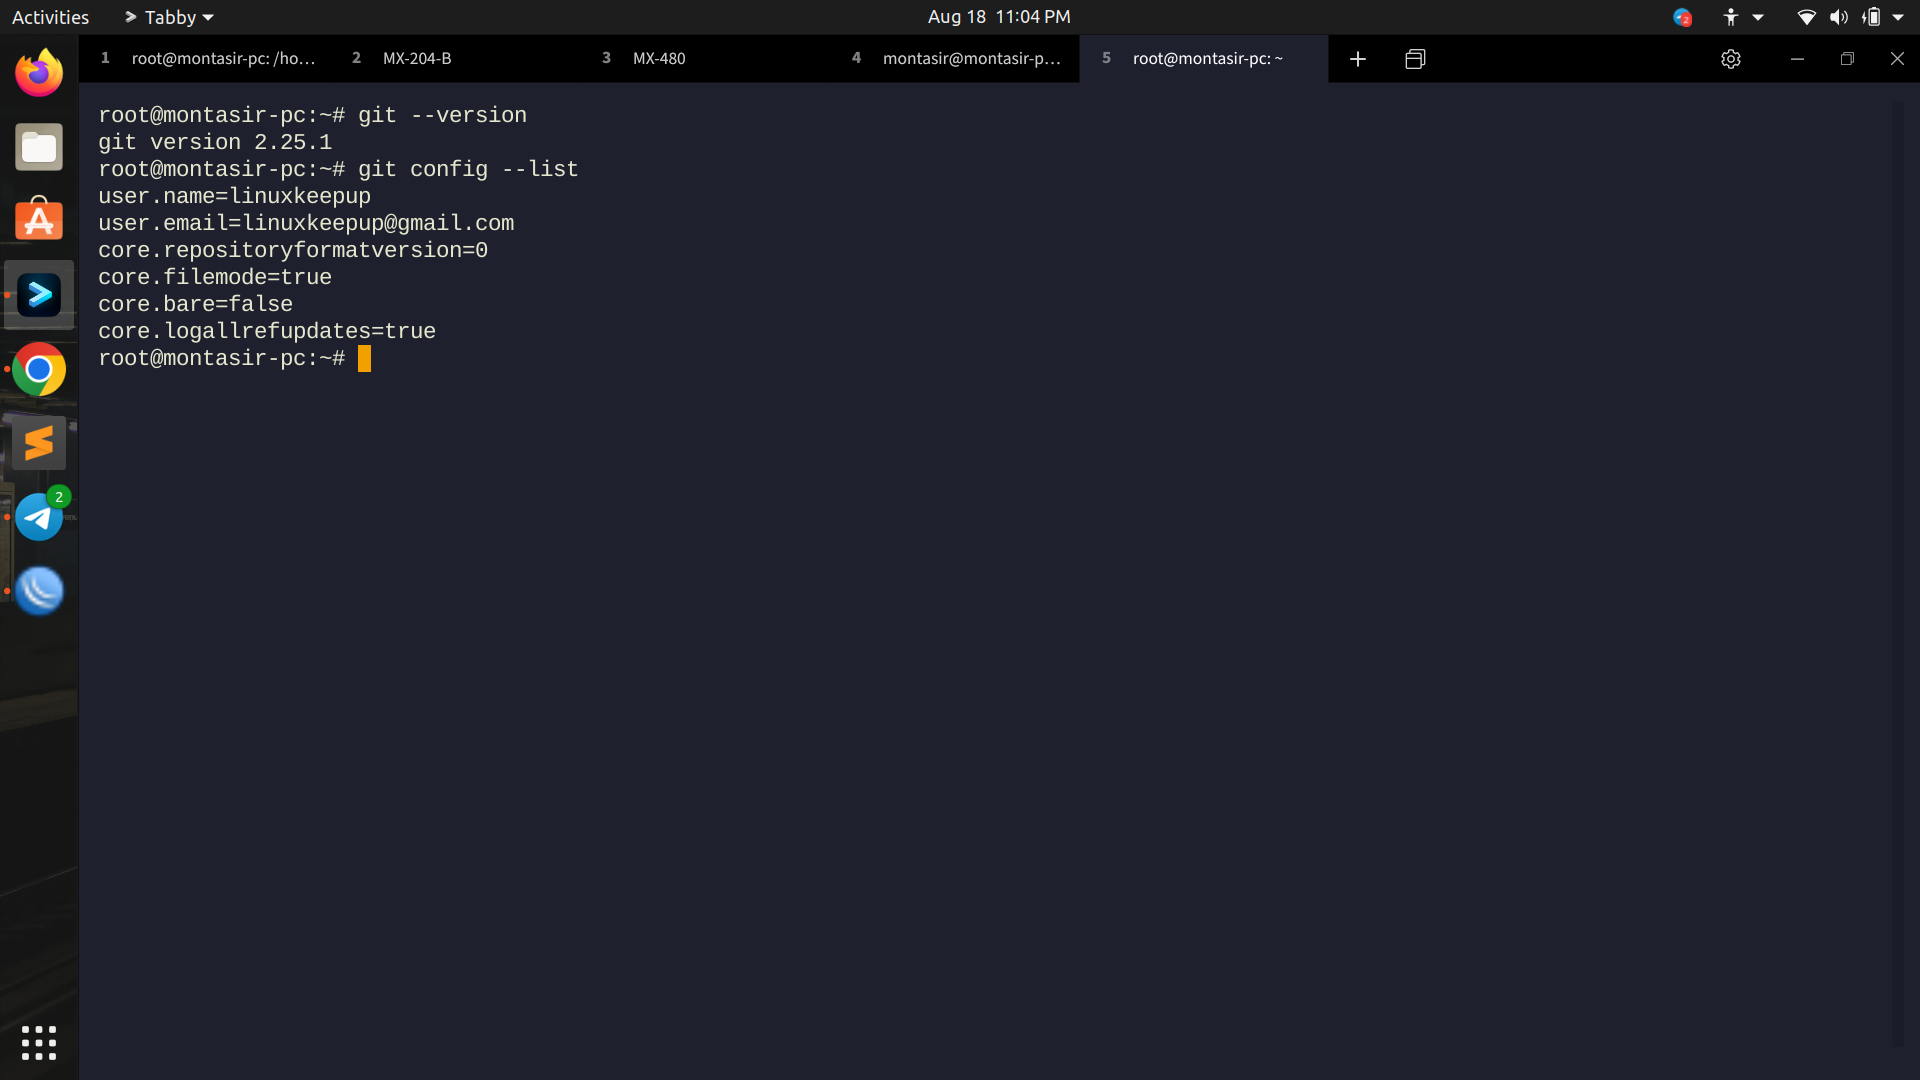 Activities
Tabby
Aug 18 11:04 PM
2
1 root@montasir-pc: /ho...
2 MX-204-B
3 MX-480
4 montasir@montasir-p...
5 root@montasir-pc: ~
root@montasir-pc:~# git --version
git version 2.25.1
root@montasir-pc:~# git config --list
user.name=linuxkeepup
user.email=linuxkeepup@gmail.com
core.repositoryformatversion=0
core.filemode=true
core.bare=false
core.logallrefupdates=true
root@montasir-pc:~#
2